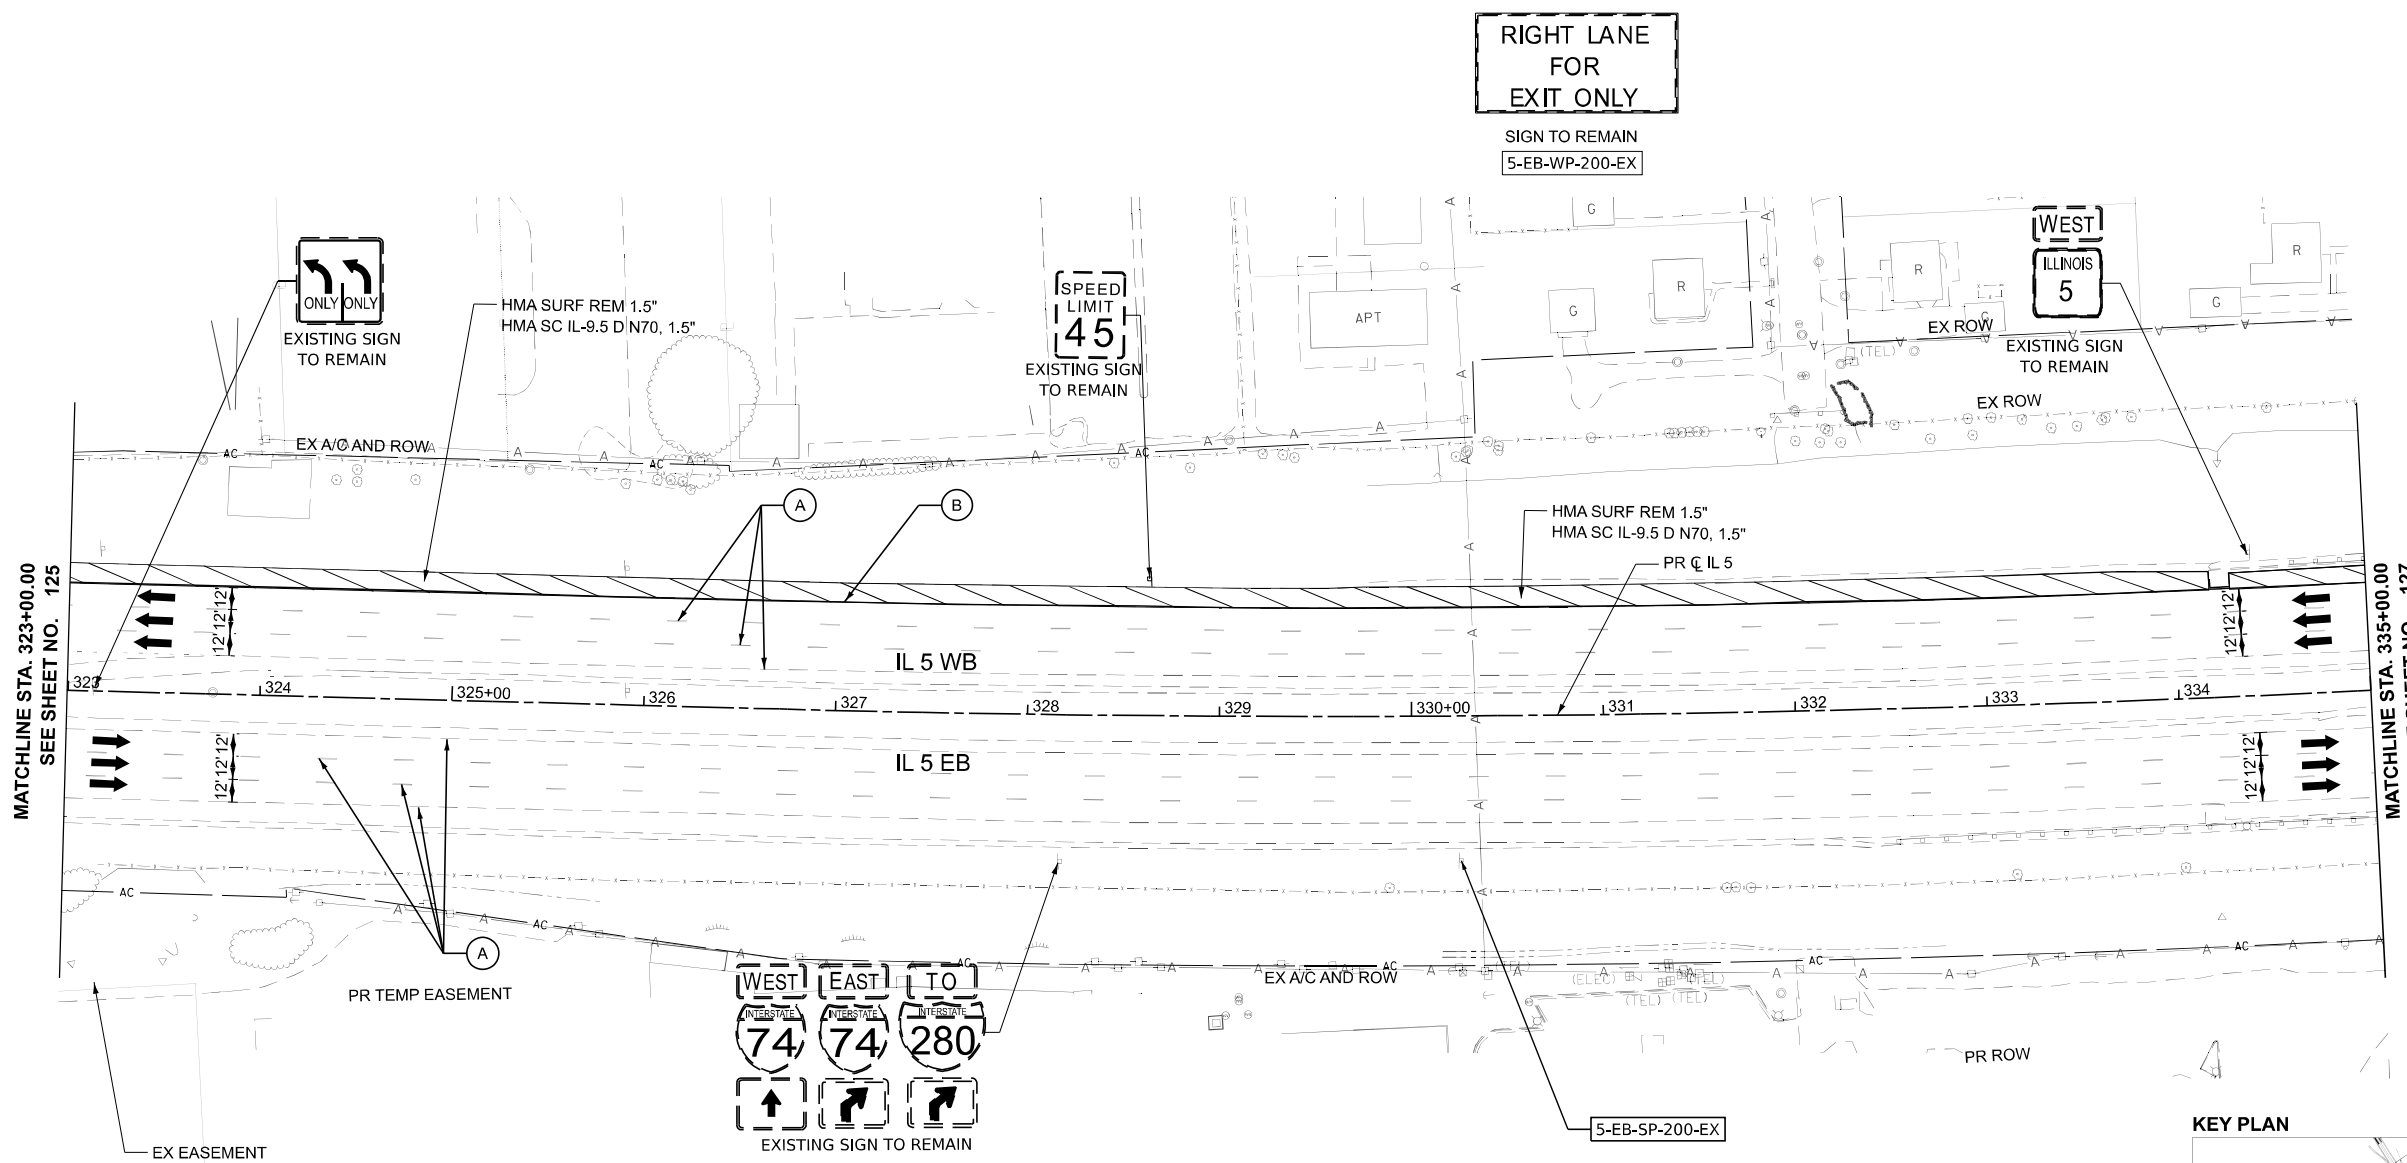 RIGHT LANE
FOR
EXIT ONLY
SIGN TO REMAIN
5-EB-WP-200-EX
ONLY ONLY
EXISTING SIGN
TO REMAIN
HMA SURF REM 1.5"
HMA SC IL-9.5 D N70, 1.5"
SPEED
LIMIT
45
EXISTING SIGN
TO REMAIN
WEST
ILLINOIS
5
EXISTING SIGN
TO REMAIN
G
R
APT
G
R
G
R
G
(TEL)
EX ROW
EX ROW
EX A/C AND ROW
AC
AC
AC
A
B
HMA SURF REM 1.5"
HMA SC IL-9.5 D N70, 1.5"
PR ℄ IL 5
MATCHLINE STA. 323+00.00
SEE SHEET NO. 125
12' 12' 12'
12' 12' 12'
IL 5 WB
323 324 325+00 326 327 328 329 330+00 331 332 333 334
IL 5 EB
12' 12' 12'
12' 12' 12'
MATCHLINE STA. 335+00.00
127
AC
AC
AC
AC
AC
AC
A
PR TEMP EASEMENT
EX A/C AND ROW
(ELEC)
(TEL)
(TEL)
WEST EAST TO
INTERSTATE INTERSTATE INTERSTATE
74 74 280
EXISTING SIGN TO REMAIN
5-EB-SP-200-EX
PR ROW
EX EASEMENT
KEY PLAN